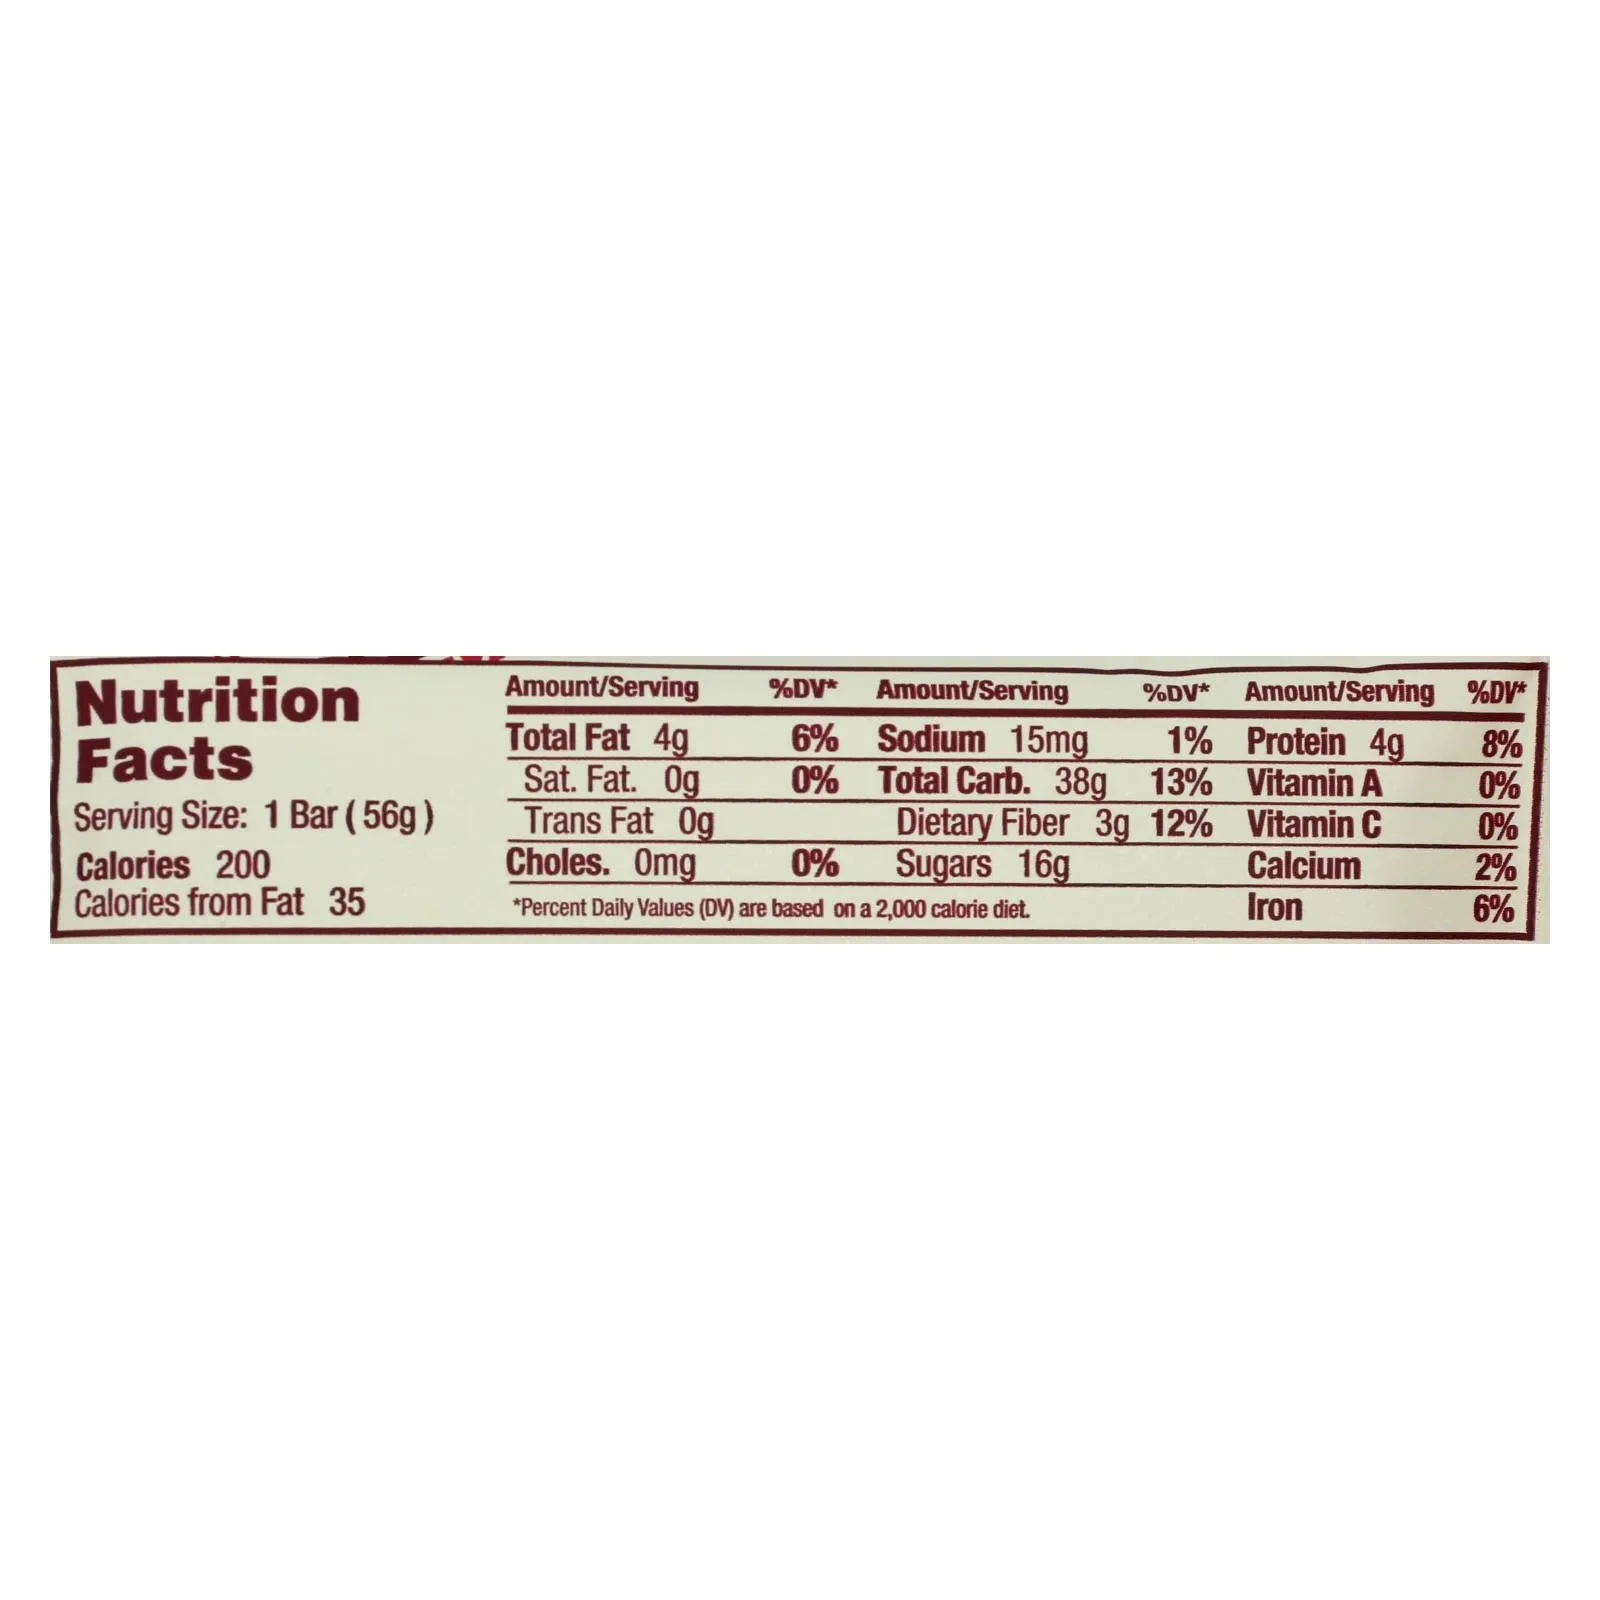 Nutrition
Facts
Serving Size: 1 Bar ( 56g )
Calories 200
Calories from Fat 35
Amount/Serving %DV*
Total Fat 4g 6%
Sat. Fat. 0g 0%
Trans Fat 0g
Choles. 0mg 0%
Amount/Serving %DV*
Sodium 15mg 1%
Total Carb. 38g 13%
Dietary Fiber 3g 12%
Sugars 16g
*Percent Daily Values (DV) are based on a 2,000 calorie diet.
Amount/Serving %DV*
Protein 4g 8%
Vitamin A 0%
Vitamin C 0%
Calcium 2%
Iron 6%